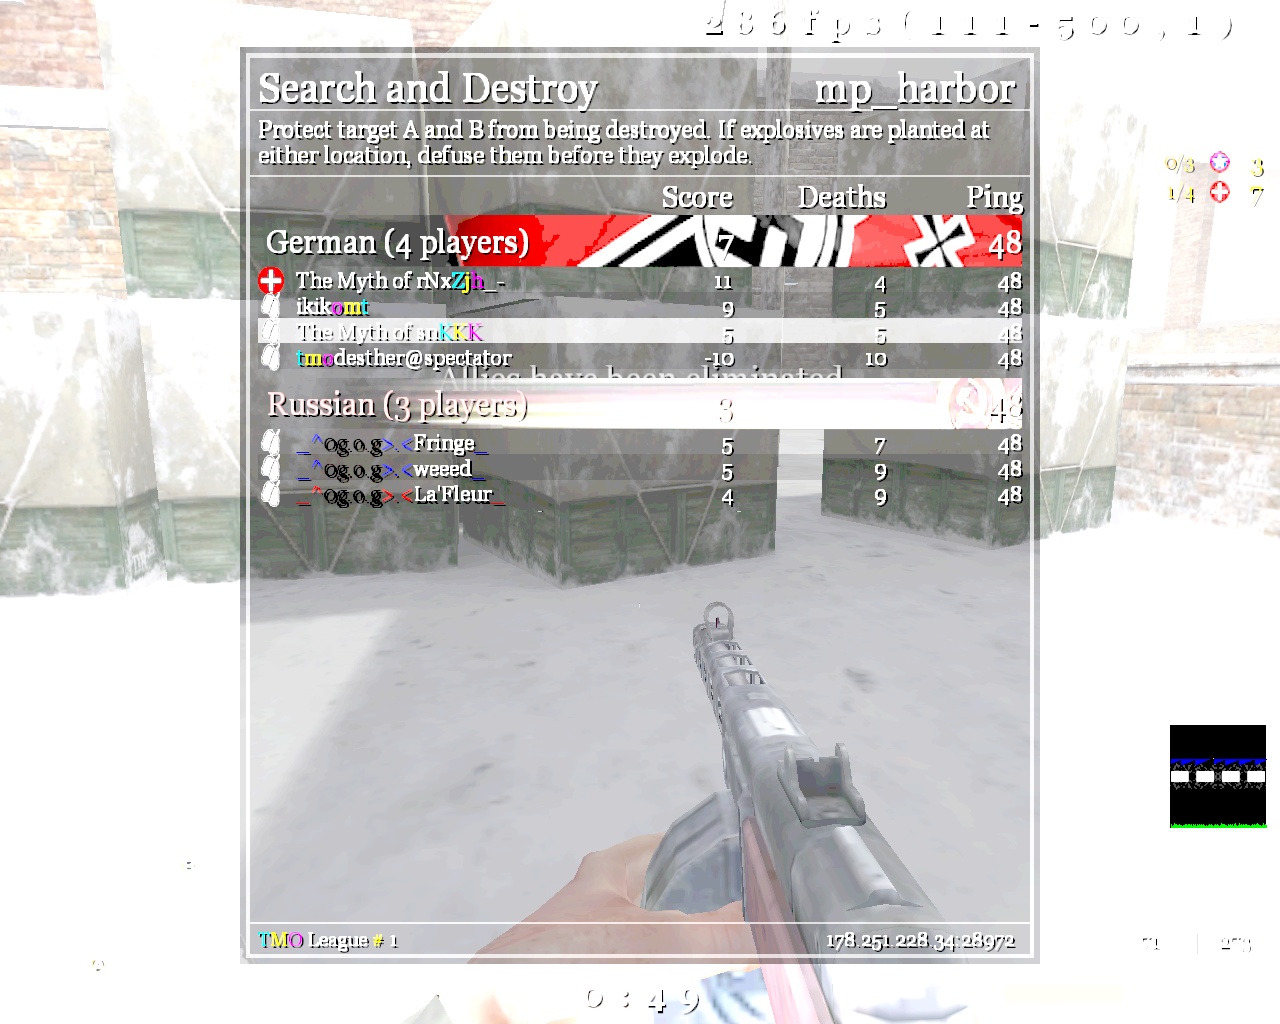 286fps(111-500,1)
Search and Destroy mp_harbor
Protect target A and B from being destroyed. If explosives are planted at
either location, defuse them before they explode.
0/3 3
1/4 7
Score Deaths Ping
German (4 players) 7 48
The Myth of rNxZjh_- 11 4 48
ikikomt 9 5 48
The Myth of snKKK 5 5 48
tmodesther@spectator -10 10 48
Allies have been eliminated
Russian (3 players) 3 48
_^og.o.g>.<Fringe_ 5 7 48
_^og.o.g>.<weeed_ 5 9 48
_^og.o.g>.<La'Fleur_ 4 9 48
TMO League # 1 178.251.228.34:28972
0:49